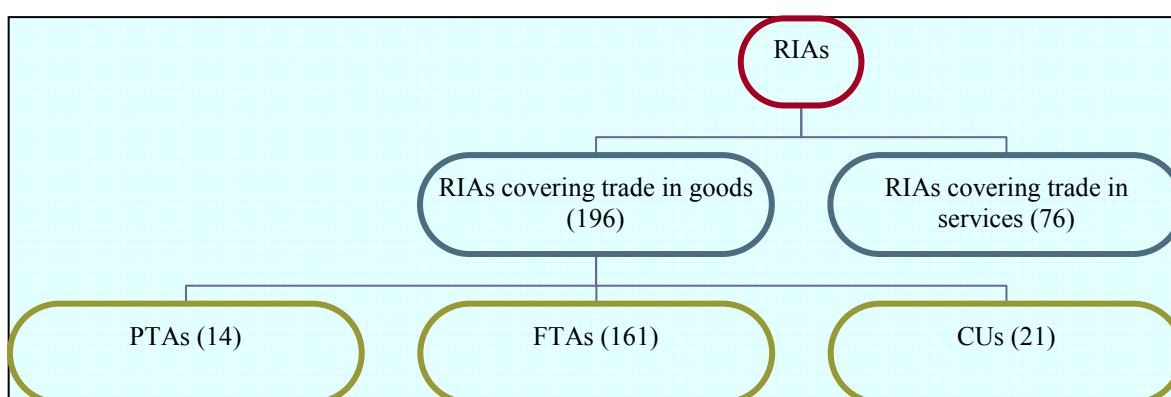 RIAs
RIAs covering trade in goods
(196)
RIAs covering trade in
services (76)
PTAs (14)
FTAs (161)
CUs (21)